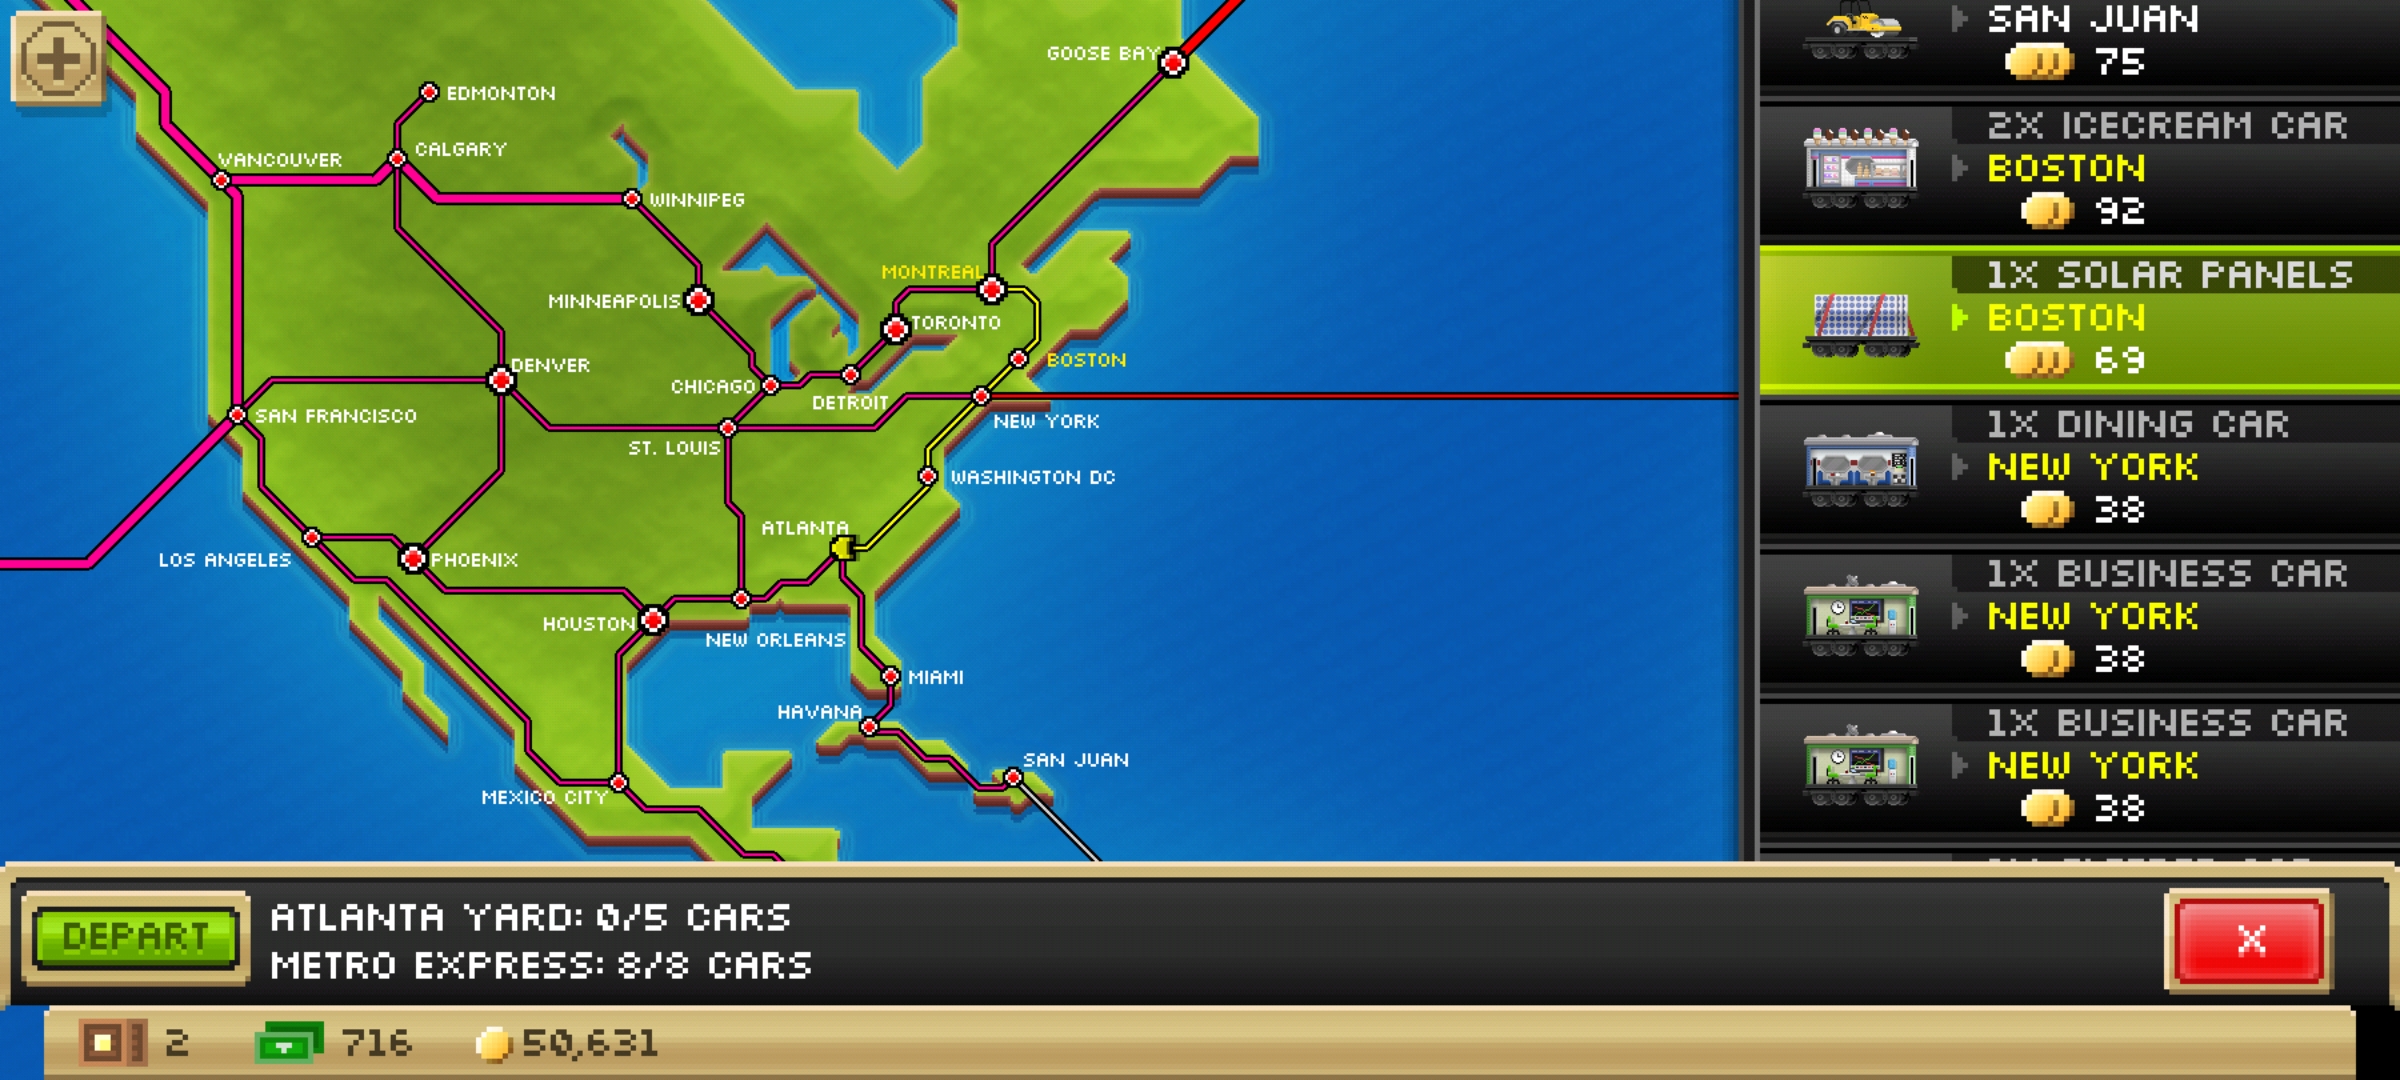 GOOSE BAY
EDMONTON
CALGARY
VANCOUVER
WINNIPEG
MONTREAL
MINNEAPOLIS
TORONTO
DENVER
BOSTON
CHICAGO
DETROIT
SAN FRANCISCO
NEW YORK
ST. LOUIS
WASHINGTON DC
ATLANTA
LOS ANGELES
PHOENIX
HOUSTON
NEW ORLEANS
MIAMI
HAVANA
SAN JUAN
MEXICO CITY
SAN JUAN
75
2X ICECREAM CAR
BOSTON
92
1X SOLAR PANELS
BOSTON
69
1X DINING CAR
NEW YORK
38
1X BUSINESS CAR
NEW YORK
38
1X BUSINESS CAR
NEW YORK
38
DEPART
ATLANTA YARD: 0/5 CARS
METRO EXPRESS: 8/8 CARS
X
2
716
50,631